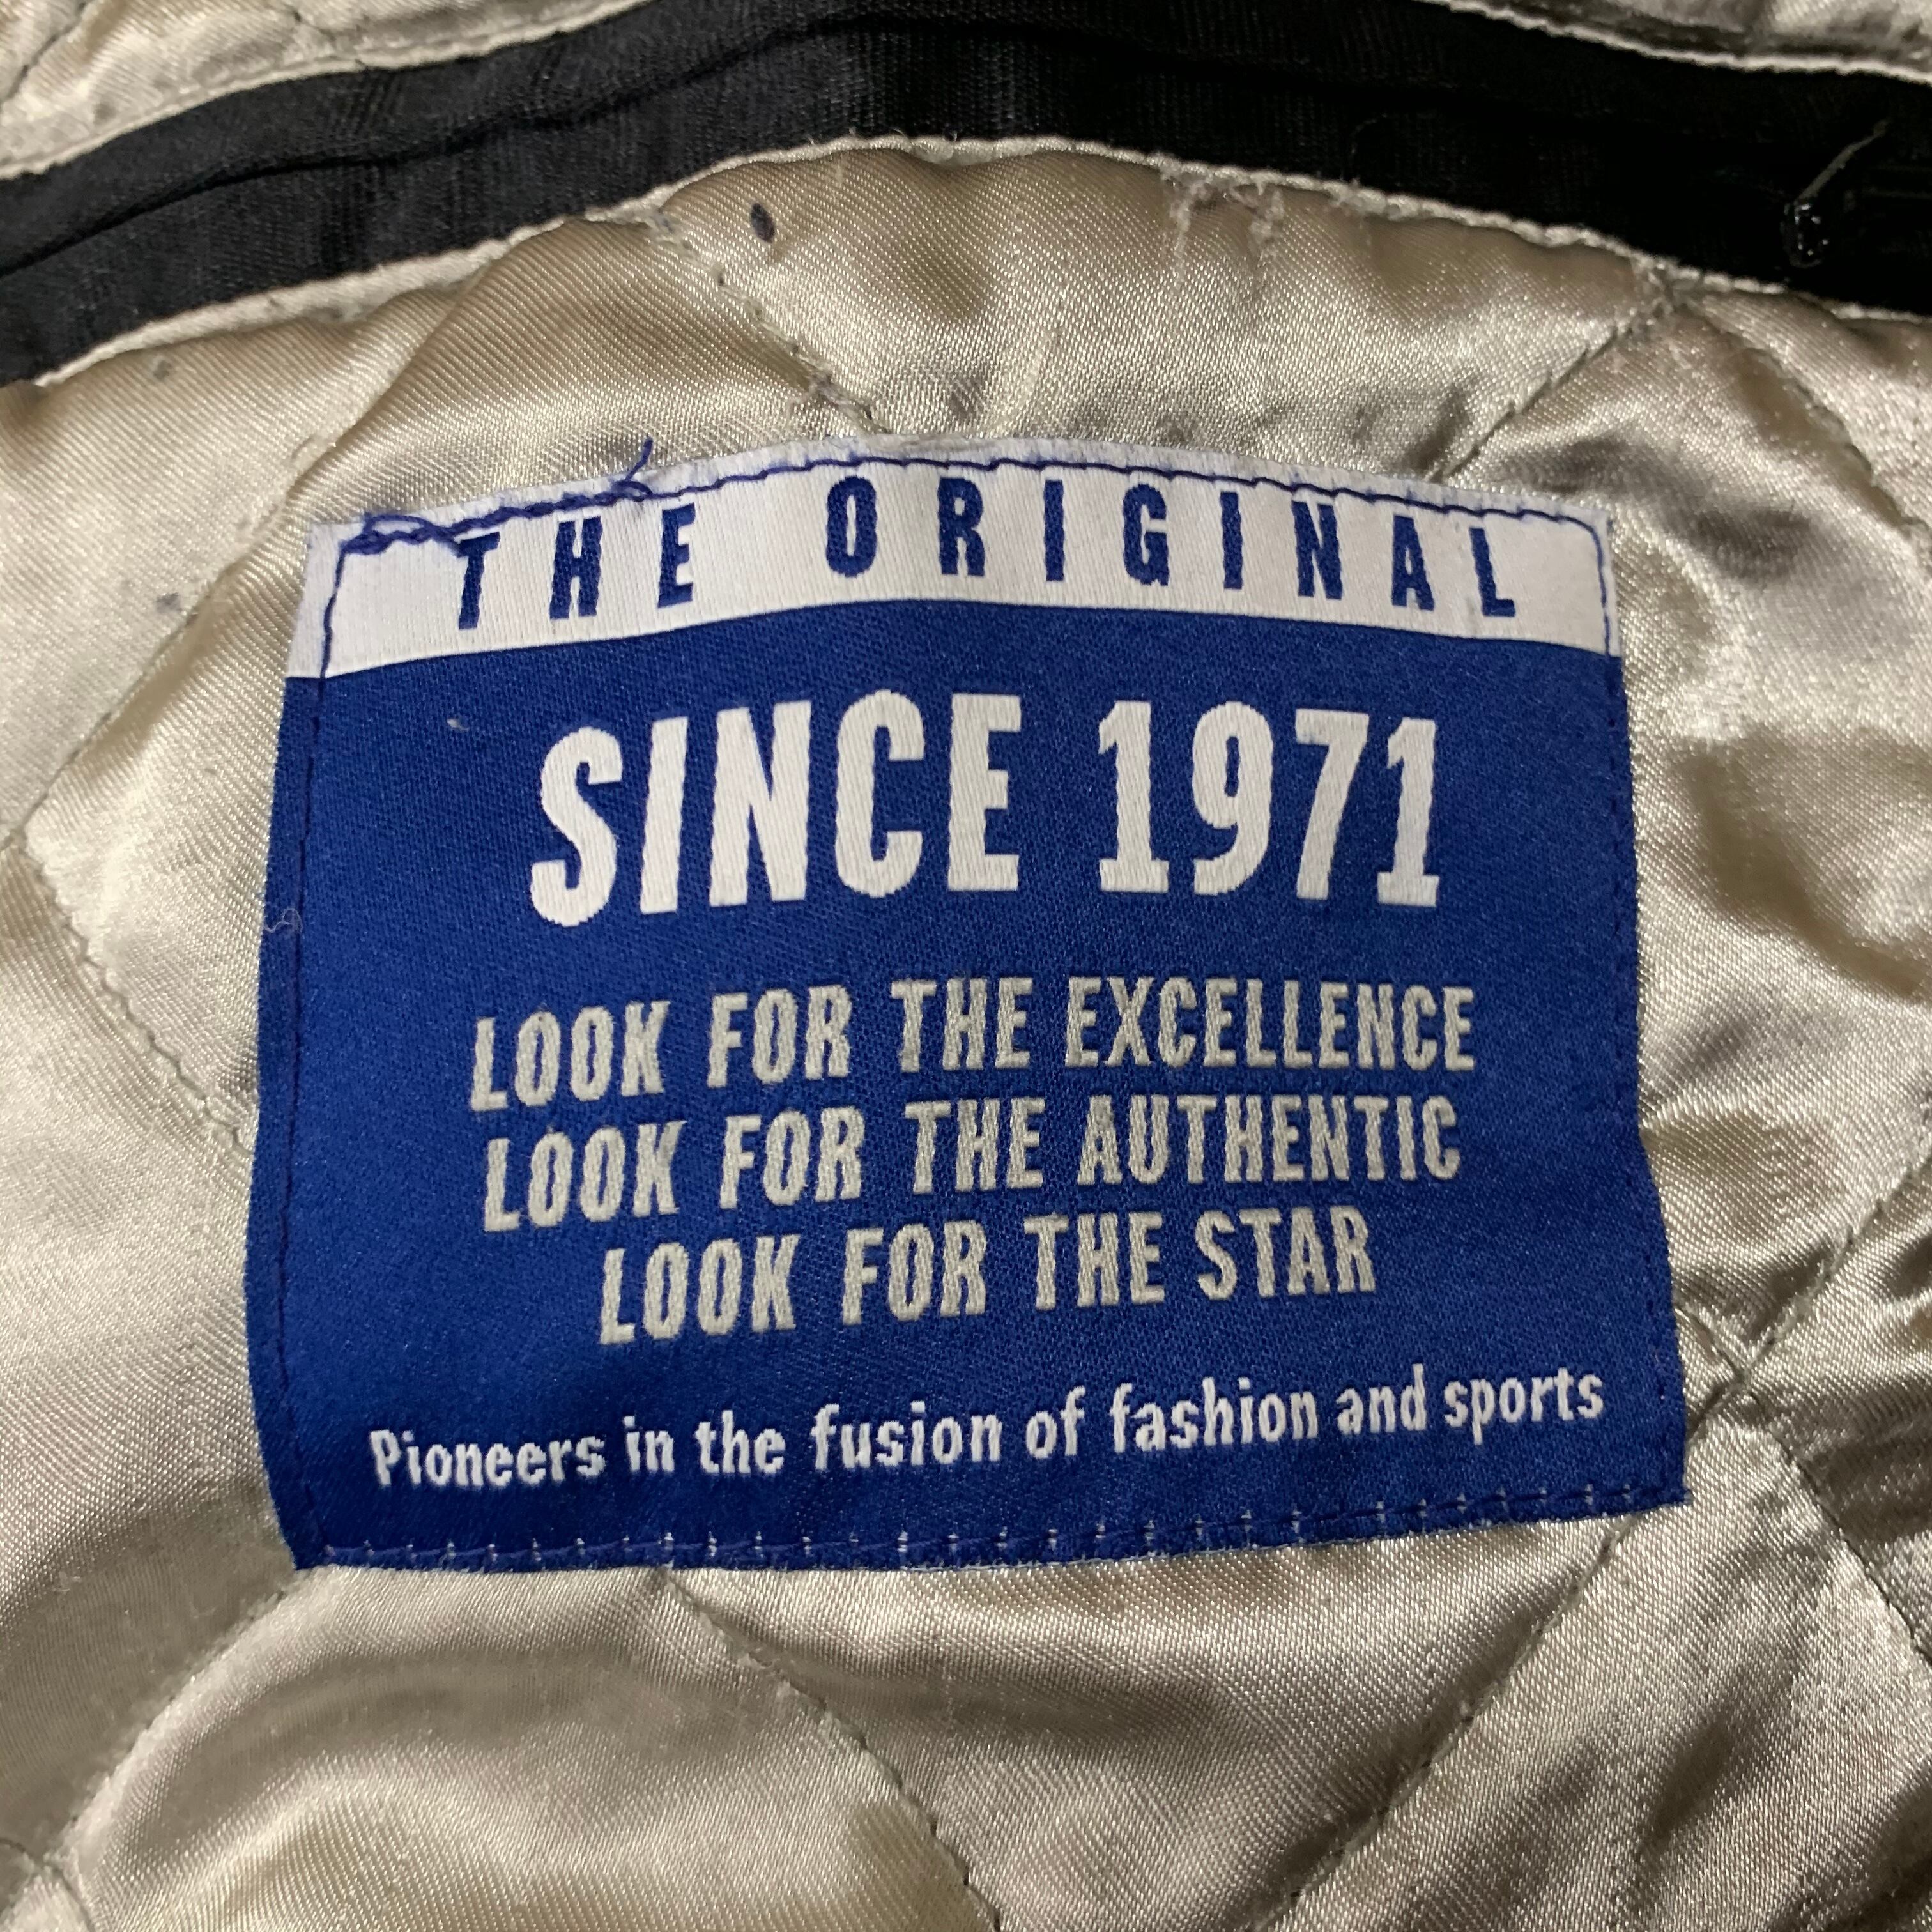 THE ORIGINAL
SINCE 1971
LOOK FOR THE EXCELLENCE
LOOK FOR THE AUTHENTIC
LOOK FOR THE STAR
Pioneers in the fusion of fashion and sports